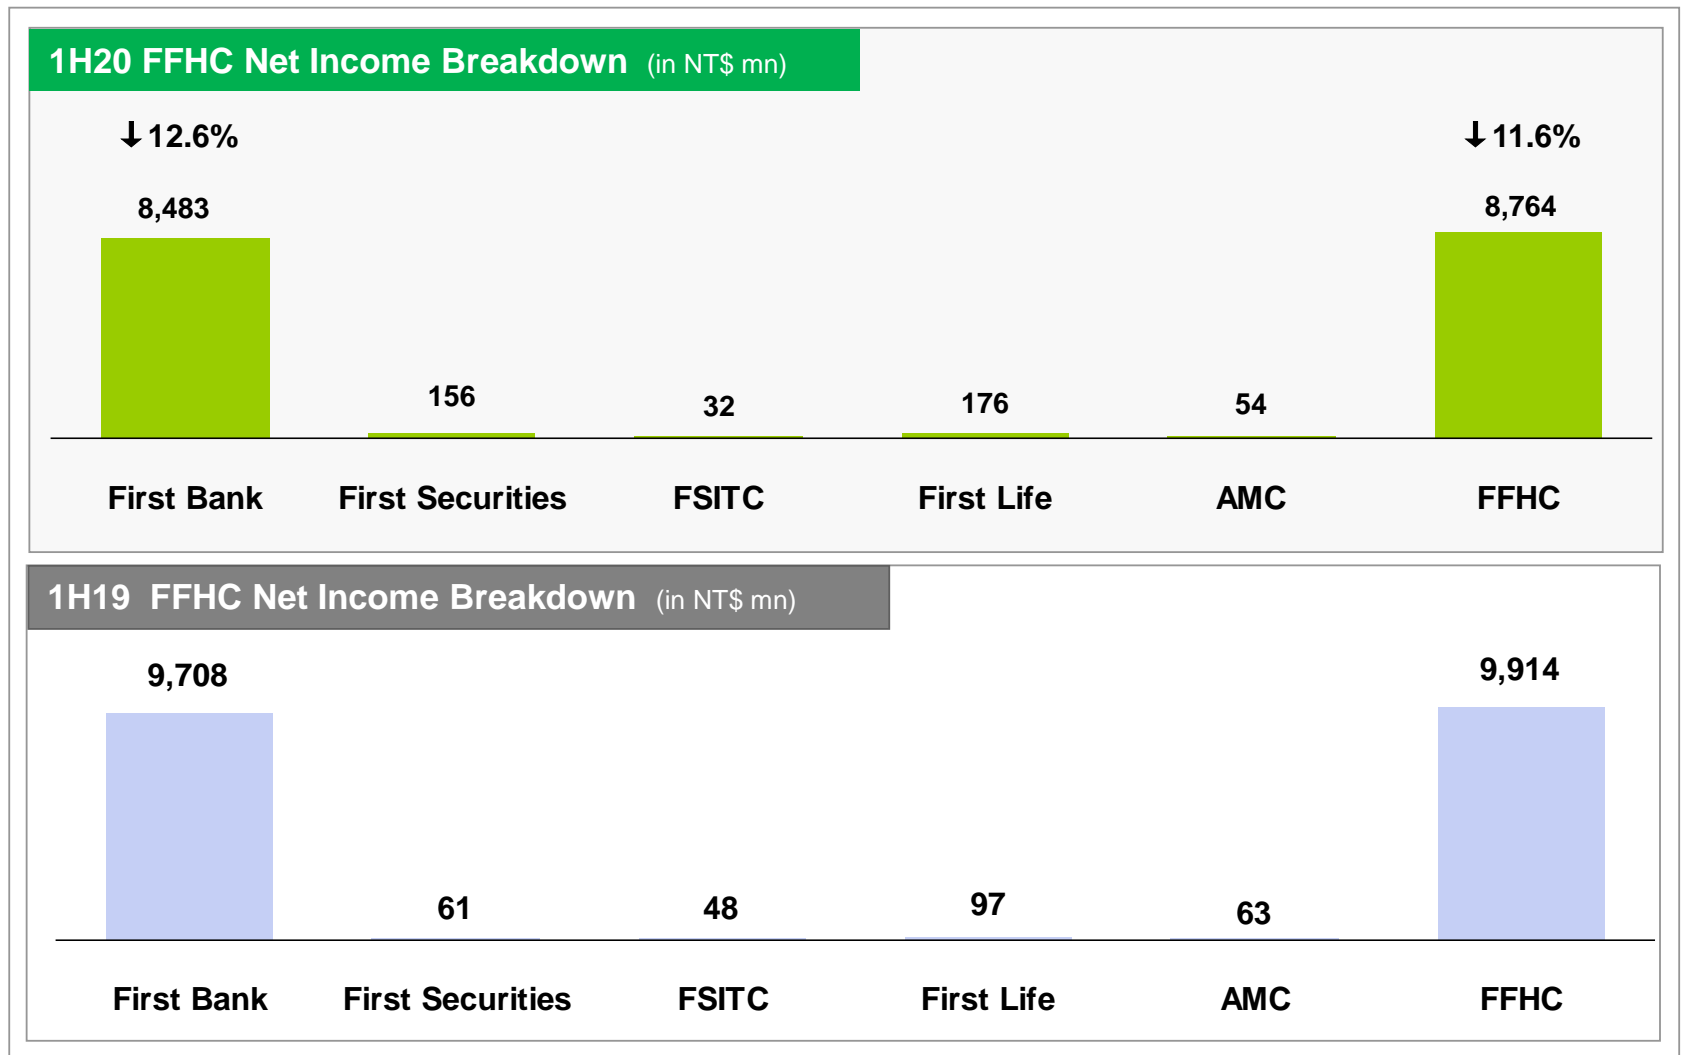 1H20 FFHC Net Income Breakdown (in NT$ mn)
↓12.6% ↓11.6%
8,483 156 32 176 54 8,764
First Bank First Securities FSITC First Life AMC FFHC
1H19 FFHC Net Income Breakdown (in NT$ mn)
9,708 61 48 97 63 9,914
First Bank First Securities FSITC First Life AMC FFHC